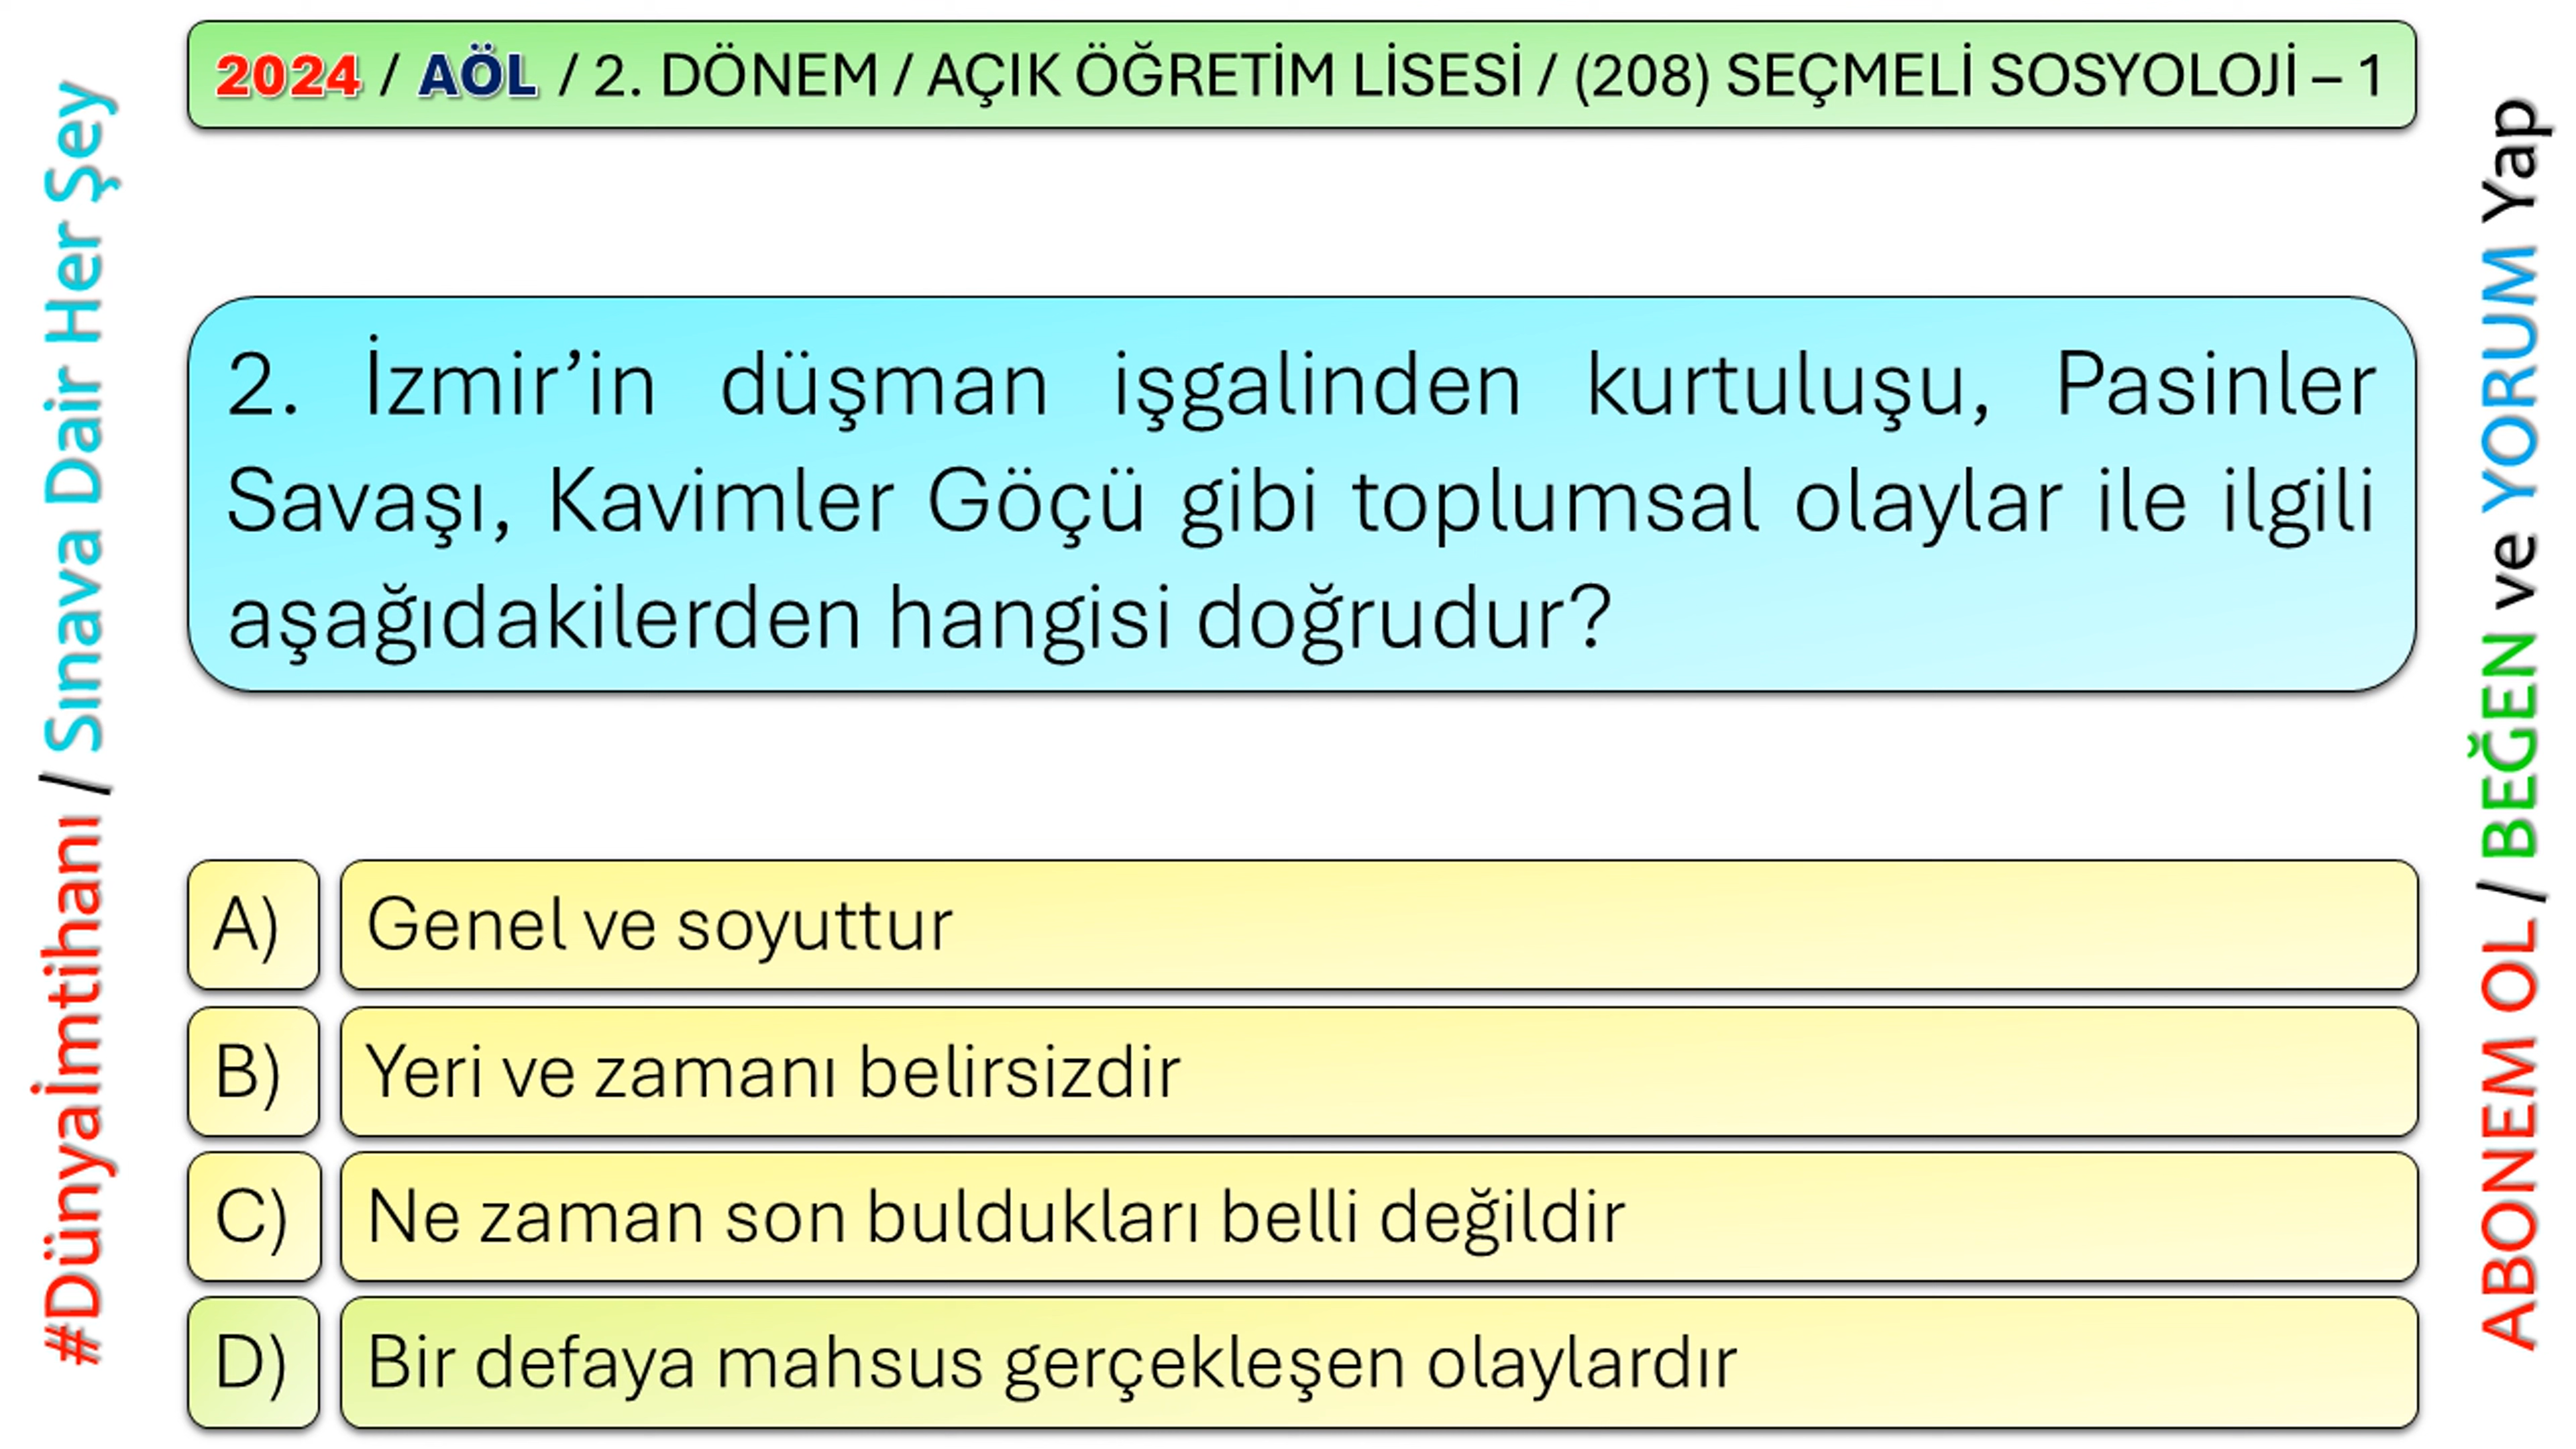 2024 / AÖL / 2. DÖNEM / AÇIK ÖĞRETİM LİSESİ / (208) SEÇMELİ SOSYOLOJİ – 1
#Dünyaİmtihanı / Sınava Dair Her Şey
2. İzmir’in düşman işgalinden kurtuluşu, Pasinler
Savaşı, Kavimler Göçü gibi toplumsal olaylar ile ilgili
aşağıdakilerden hangisi doğrudur?
A) Genel ve soyuttur
B) Yeri ve zamanı belirsizdir
C) Ne zaman son buldukları belli değildir
D) Bir defaya mahsus gerçekleşen olaylardır
ABONEM OL / BEĞEN ve YORUM Yap